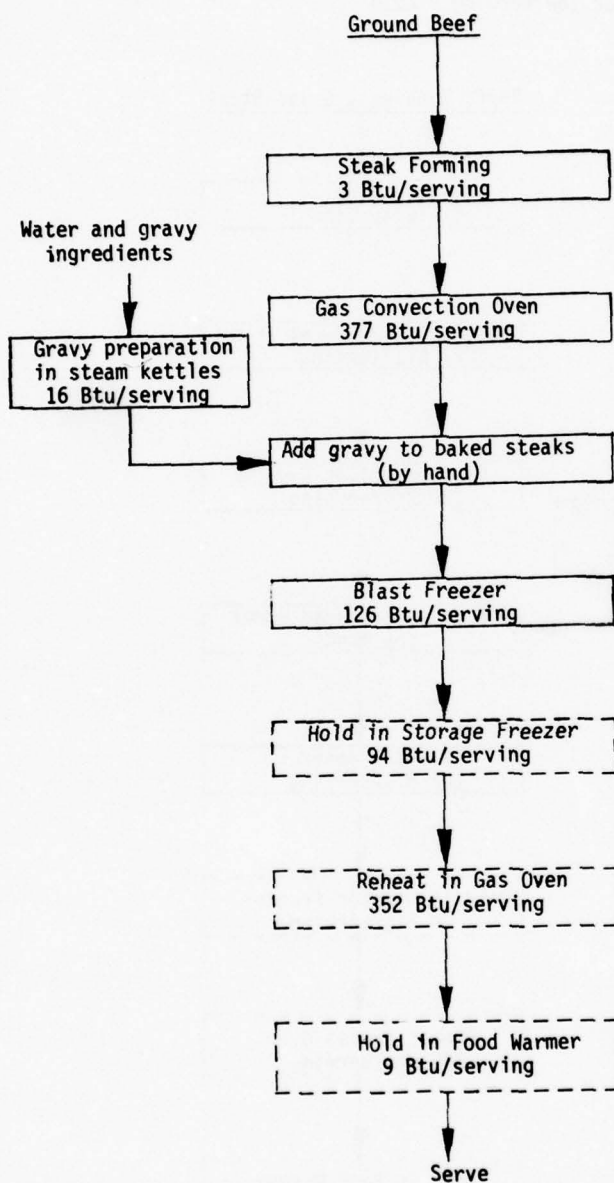 Ground Beef
Steak Forming
3 Btu/serving
Water and gravy
ingredients
Gas Convection Oven
377 Btu/serving
Gravy preparation
in steam kettles
16 Btu/serving
Add gravy to baked steaks
(by hand)
Blast Freezer
126 Btu/serving
Hold in Storage Freezer
94 Btu/serving
Reheat in Gas Oven
352 Btu/serving
Hold in Food Warmer
9 Btu/serving
Serve